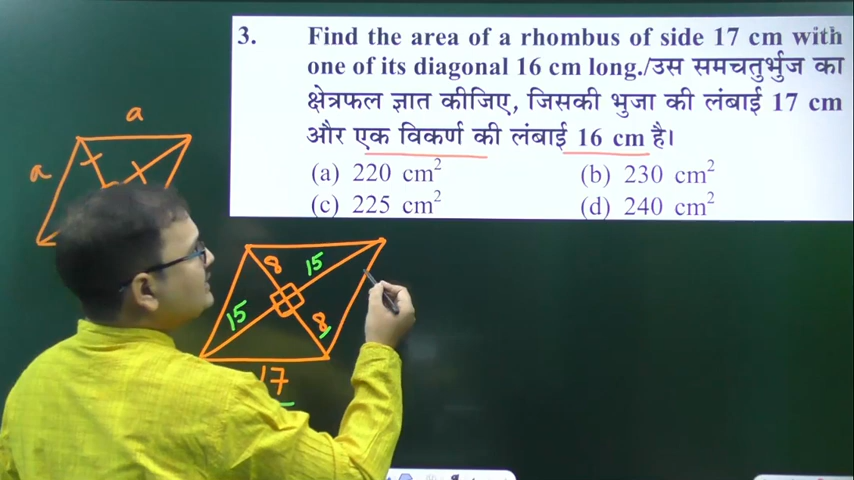 3. Find the area of a rhombus of side 17 cm with
one of its diagonal 16 cm long./उस समचतुर्भुज का
क्षेत्रफल ज्ञात कीजिए, जिसकी भुजा की लंबाई 17 cm
और एक विकर्ण की लंबाई 16 cm है।
(a) 220 cm² (b) 230 cm²
(c) 225 cm² (d) 240 cm²
a
a
8 15
15 8
17